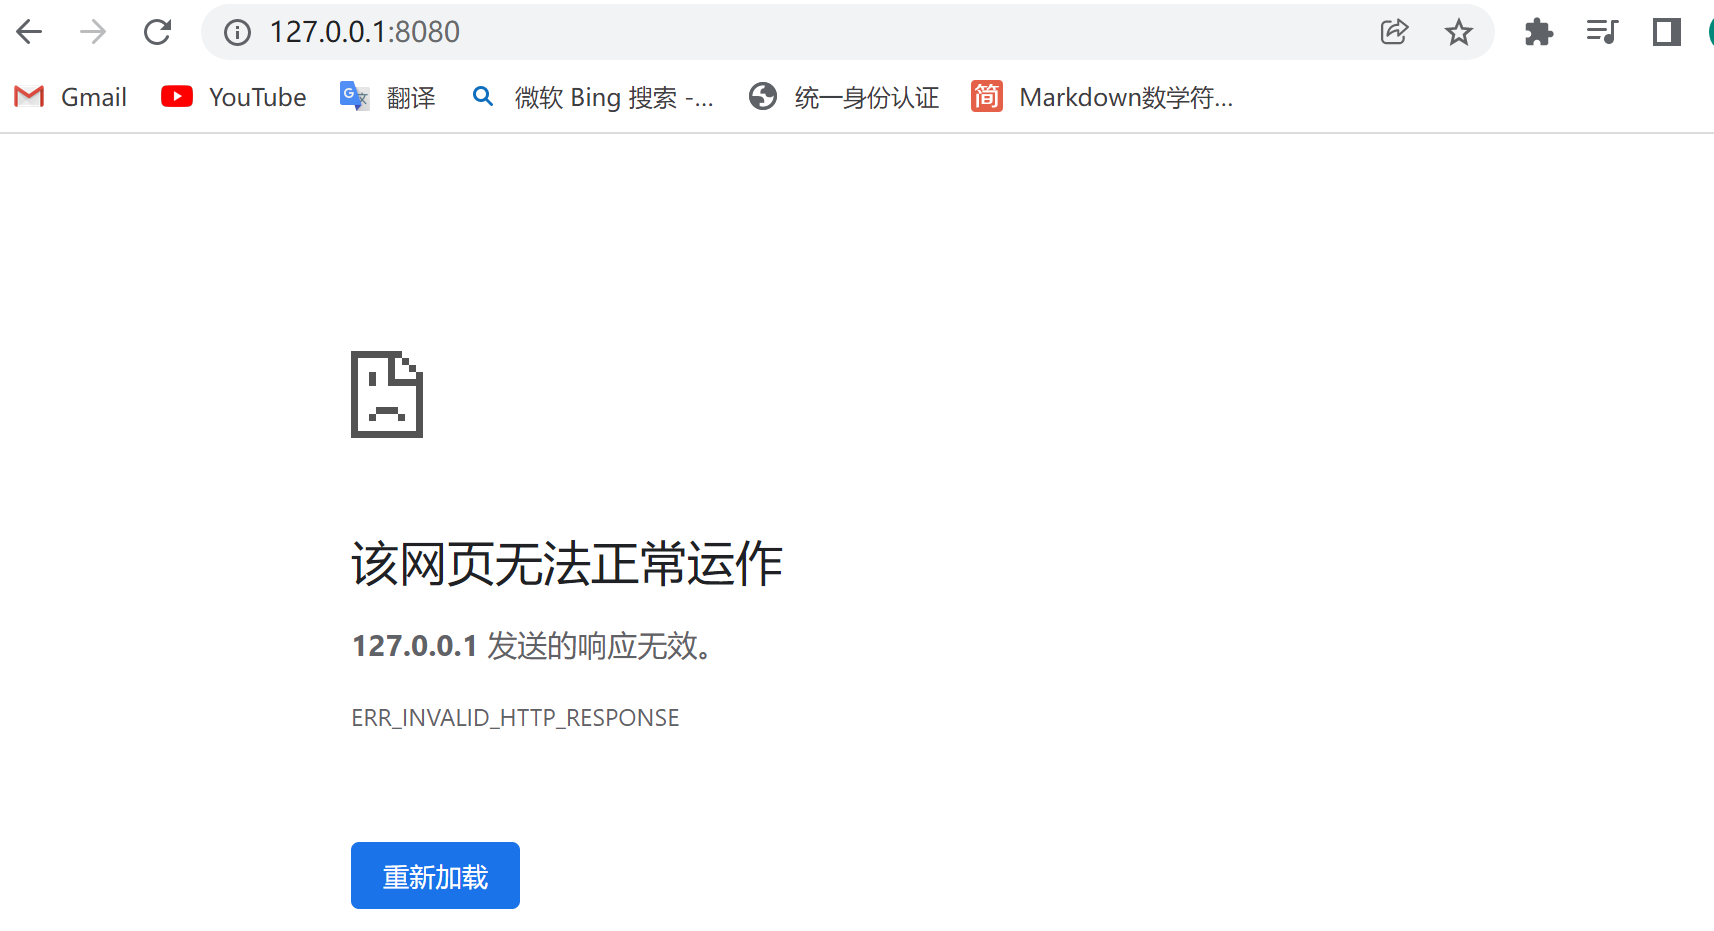 127.0.0.1:8080
Gmail YouTube 翻译 微软 Bing 搜索 -... 统一身份认证 简 Markdown数学符...
该网页无法正常运作
127.0.0.1 发送的响应无效。
ERR_INVALID_HTTP_RESPONSE
重新加载